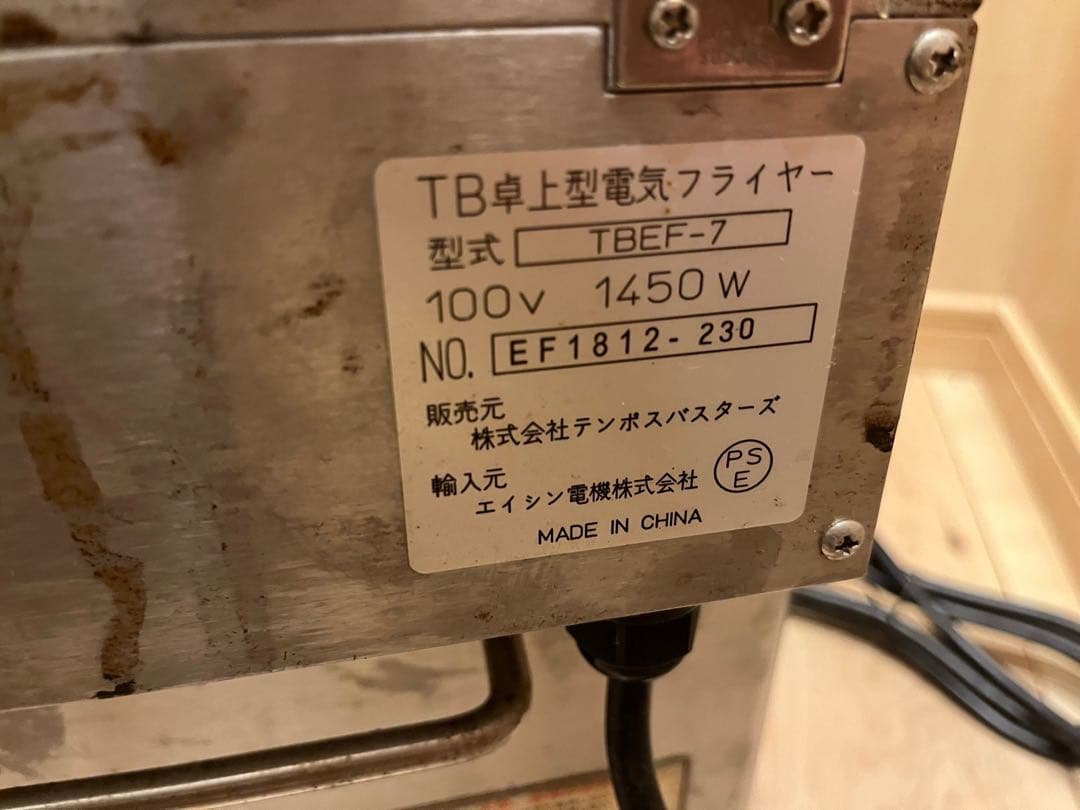 TB卓上型電気フライヤー
型式 TBEF-7
100V 1450W
NO. EF1812-230
販売元
株式会社テンポスバスターズ
輸入元
エイシン電機株式会社
PSE
MADE IN CHINA